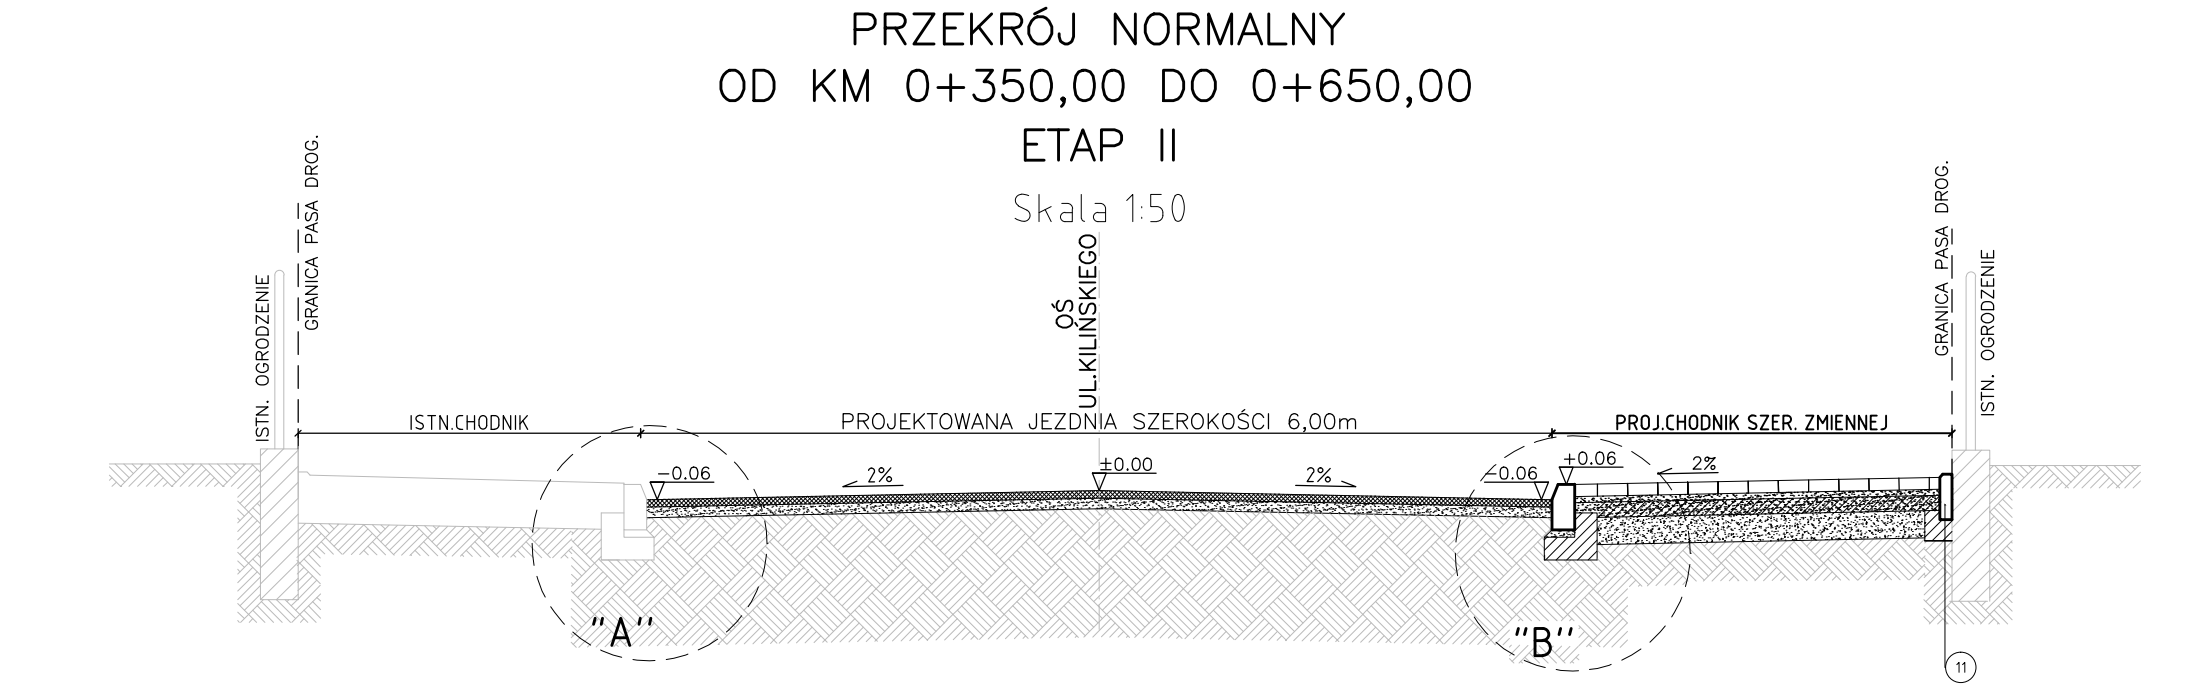 PRZEKRÓJ NORMALNY
OD KM 0+350,00 DO 0+650,00
ETAP II
Skala 1:50
ISTN. OGRODZENIE
GRANICA PASA DROG.
OŚ
UL.KILIŃSKIEGO
GRANICA PASA DROG.
ISTN. OGRODZENIE
ISTN.CHODNIK
PROJEKTOWANA JEZDNIA SZEROKOŚCI 6,00m
PROJ.CHODNIK SZER. ZMIENNEJ
-0.06
2%
±0.00
2%
-0.06
+0.06
2%
"A"
"B"
11